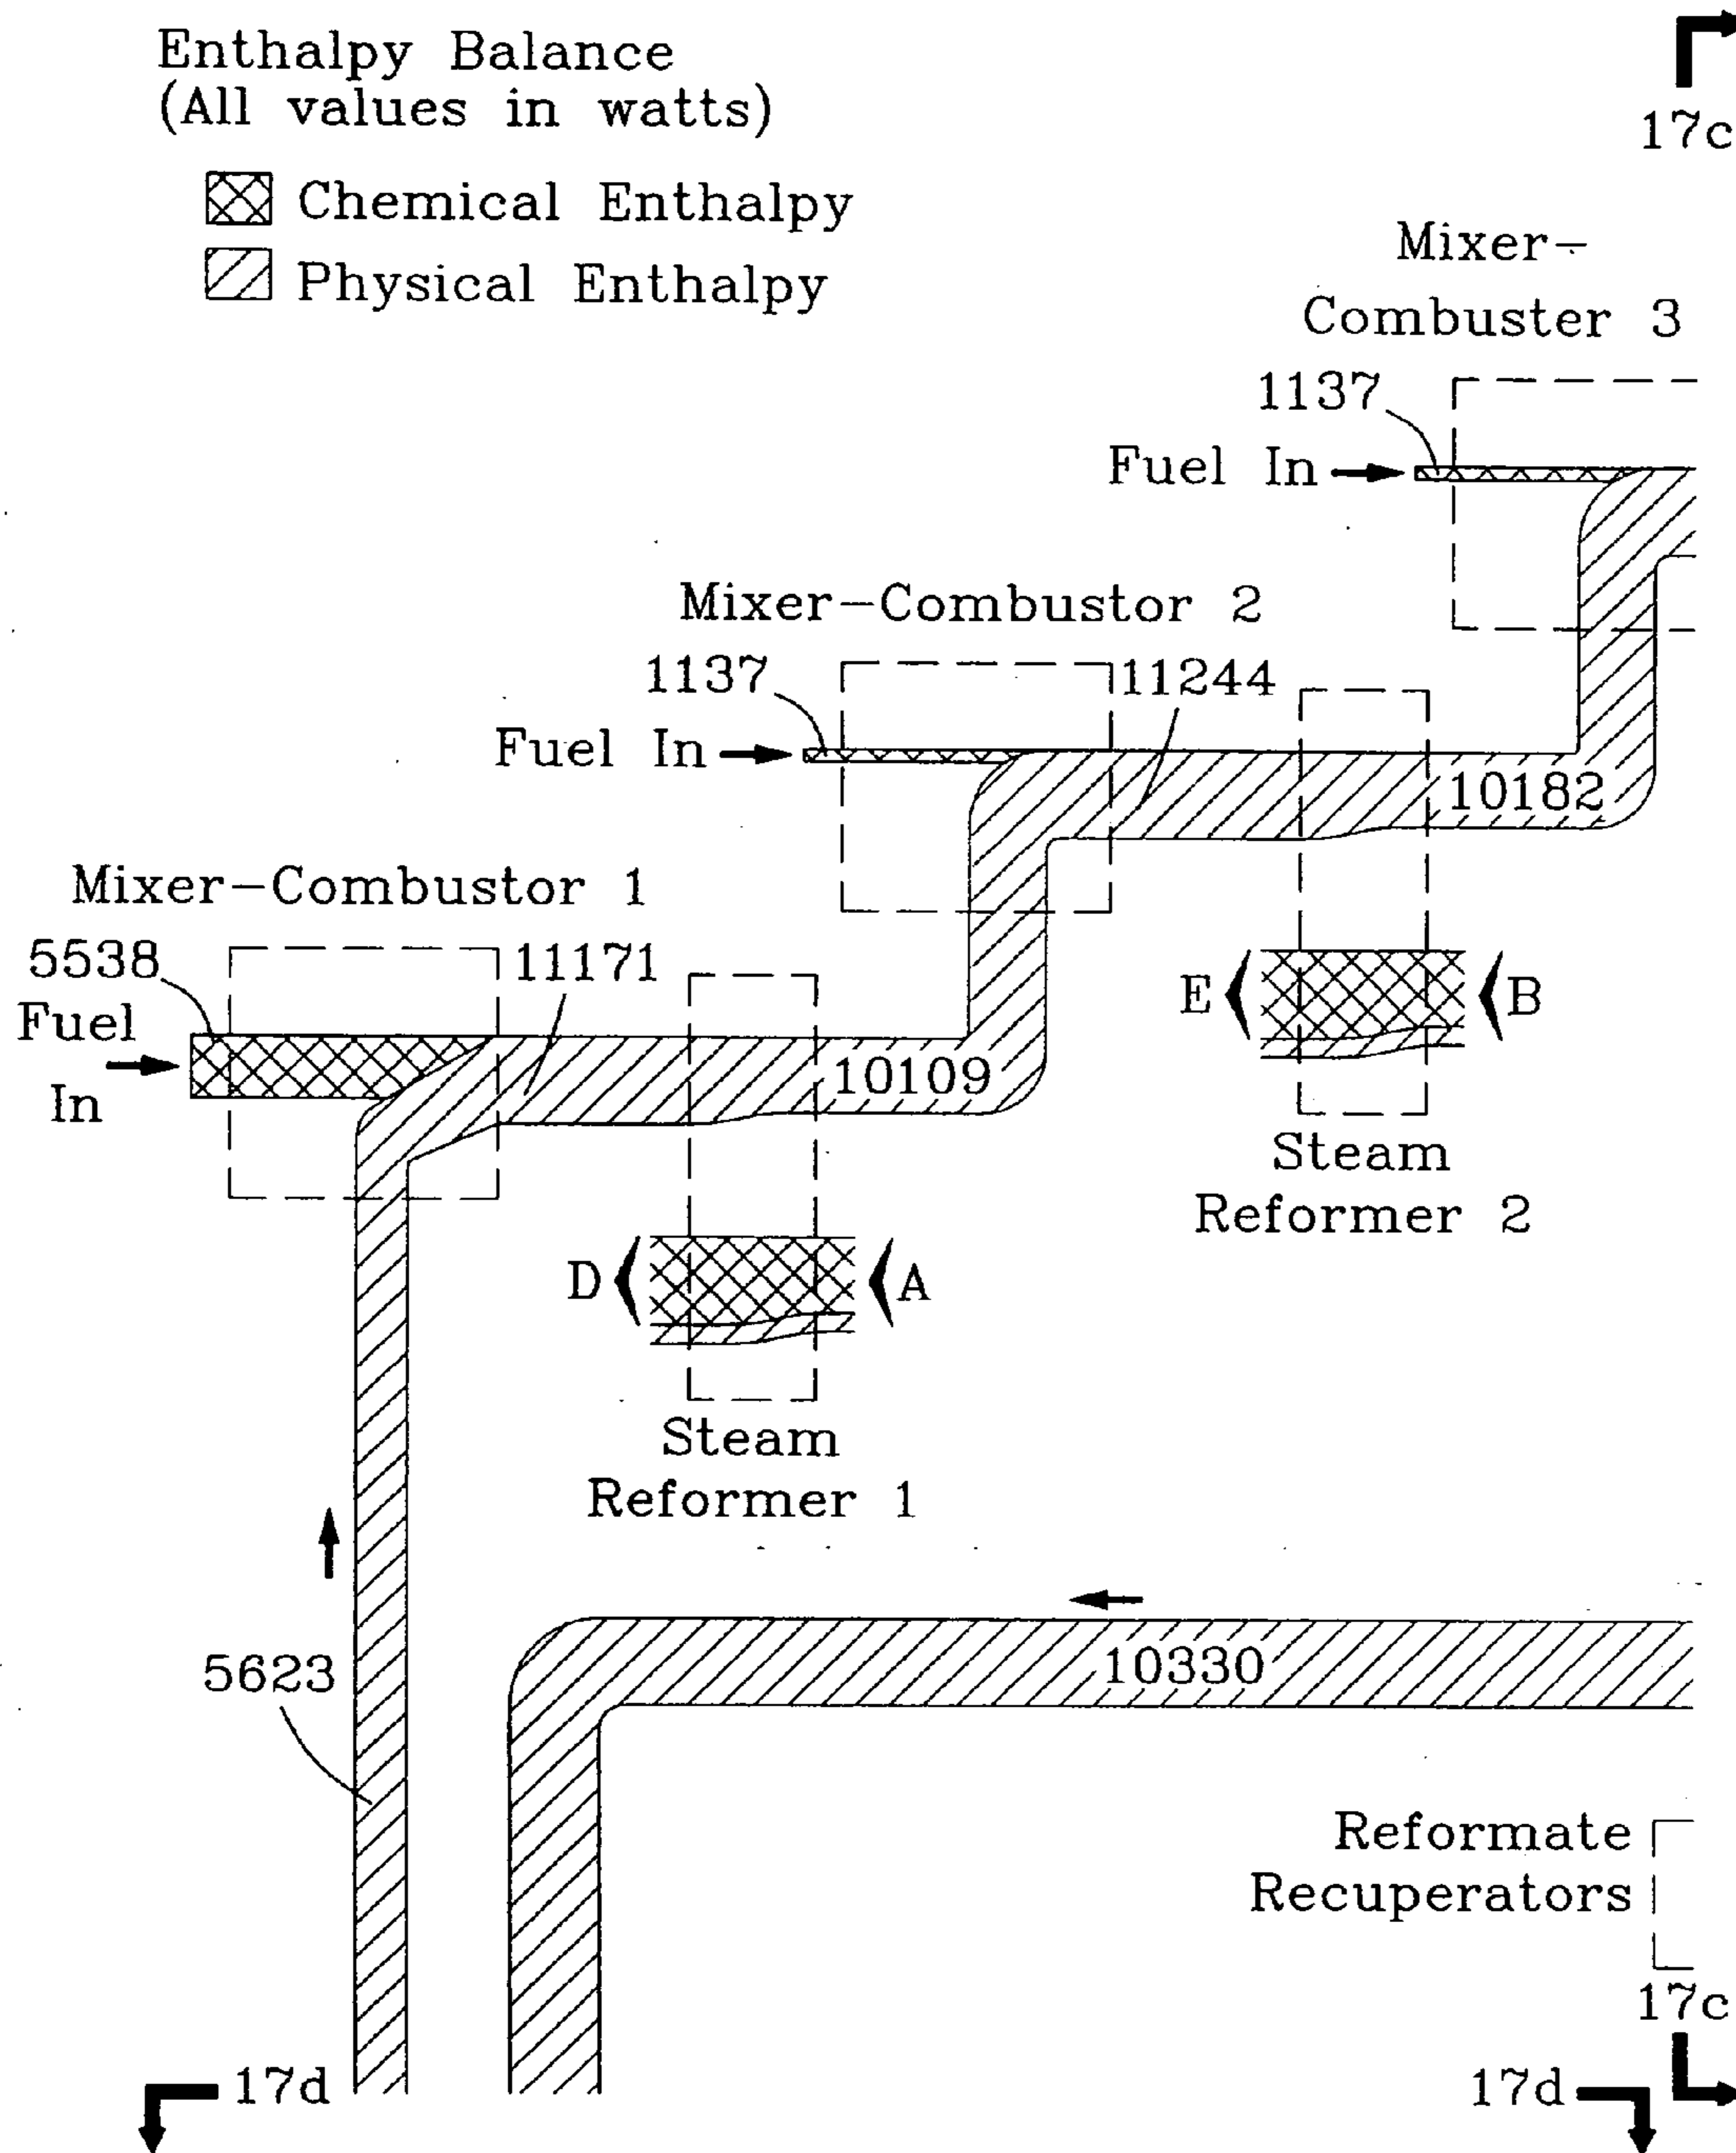 Enthalpy Balance
(All values in watts)
Chemical Enthalpy
Physical Enthalpy
17c
Mixer-
Combuster 3
1137
Fuel In
Mixer-Combustor 2
1137
11244
Fuel In
10182
Mixer-Combustor 1
5538
11171
Fuel
In
10109
E
B
Steam
Reformer 2
D
A
Steam
Reformer 1
10330
5623
Reformate
Recuperators
17c
17d
17d